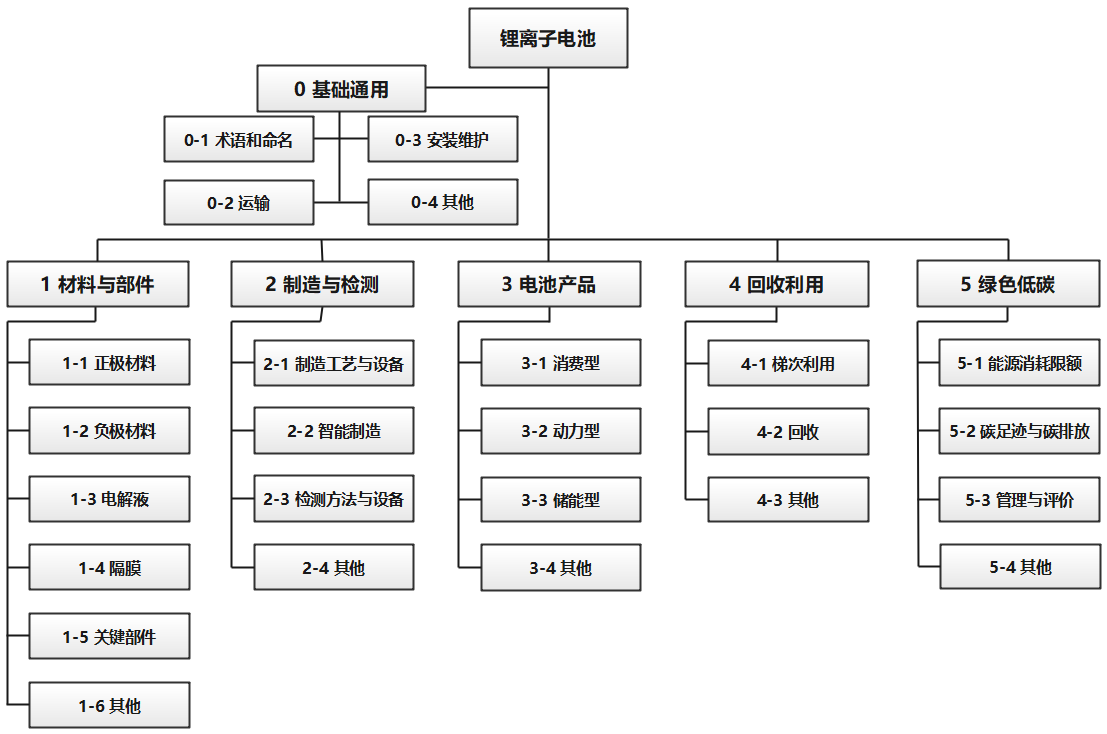 锂离子电池
0 基础通用
0-1 术语和命名
0-3 安装维护
0-2 运输
0-4 其他
1 材料与部件
2 制造与检测
3 电池产品
4 回收利用
5 绿色低碳
1-1 正极材料
1-2 负极材料
1-3 电解液
1-4 隔膜
1-5 关键部件
1-6 其他
2-1 制造工艺与设备
2-2 智能制造
2-3 检测方法与设备
2-4 其他
3-1 消费型
3-2 动力型
3-3 储能型
3-4 其他
4-1 梯次利用
4-2 回收
4-3 其他
5-1 能源消耗限额
5-2 碳足迹与碳排放
5-3 管理与评价
5-4 其他